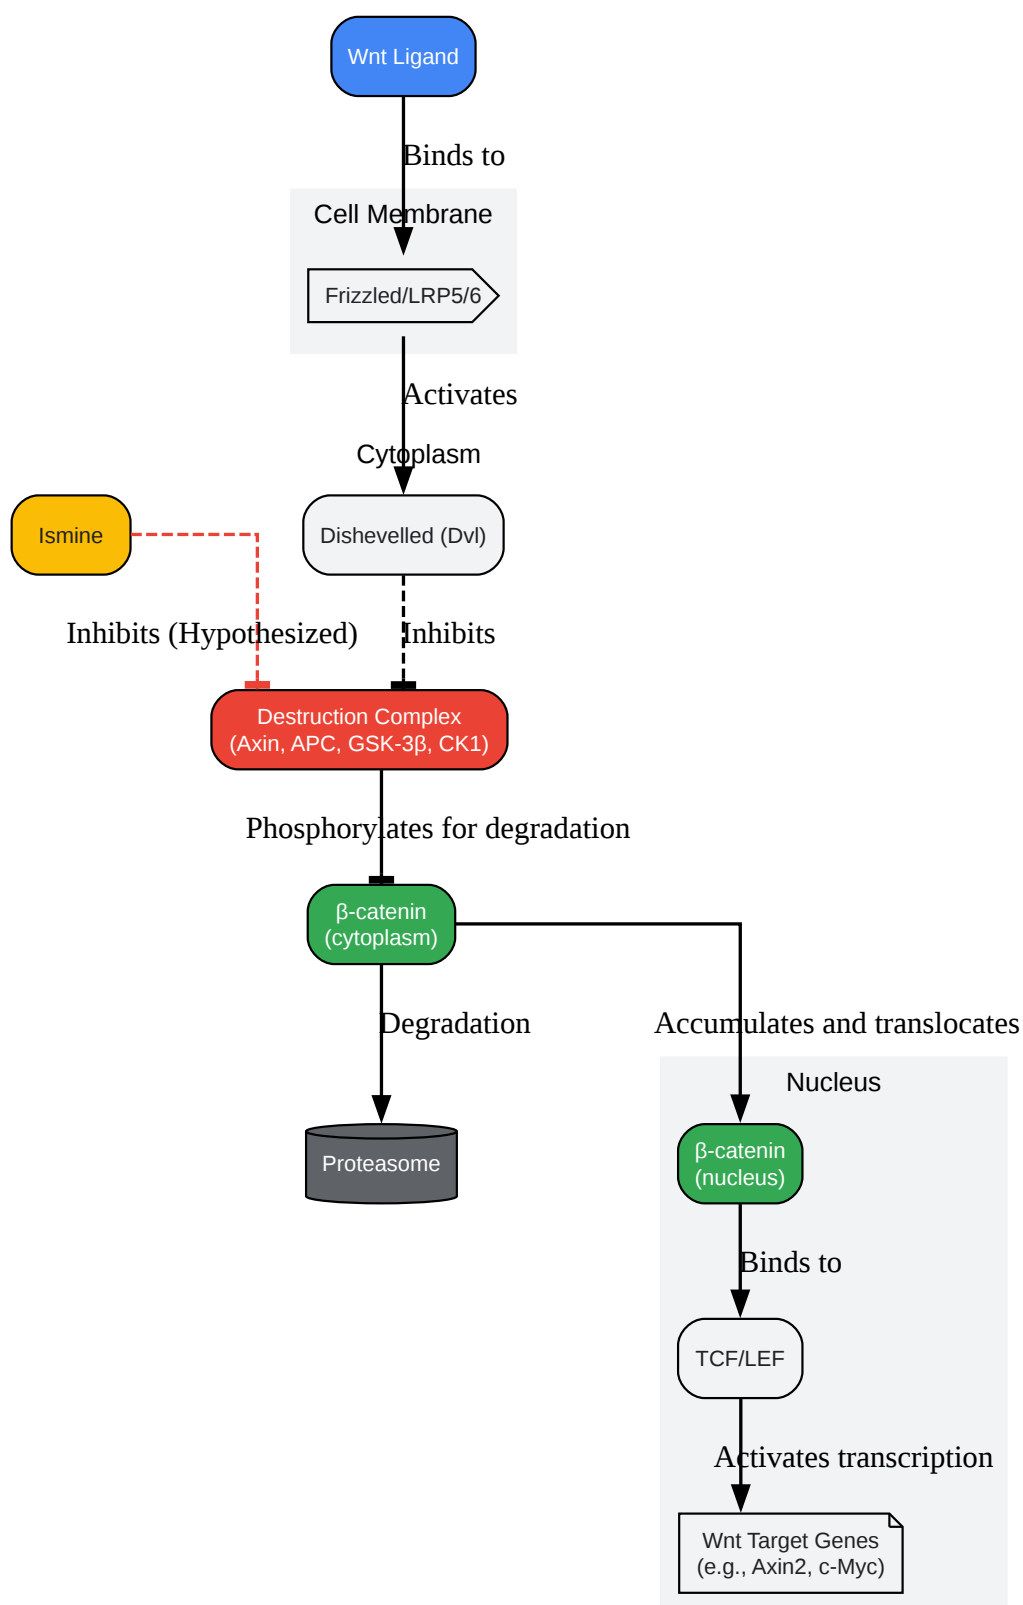 Wnt Ligand
Binds to
Cell Membrane
Frizzled/LRP5/6
Activates
Cytoplasm
Ismine
Dishevelled (Dvl)
Inhibits (Hypothesized)
Inhibits
Destruction Complex
(Axin, APC, GSK-3β, CK1)
Phosphorylates for degradation
β-catenin
(cytoplasm)
Degradation
Accumulates and translocates
Nucleus
β-catenin
(nucleus)
Proteasome
Binds to
TCF/LEF
Activates transcription
Wnt Target Genes
(e.g., Axin2, c-Myc)